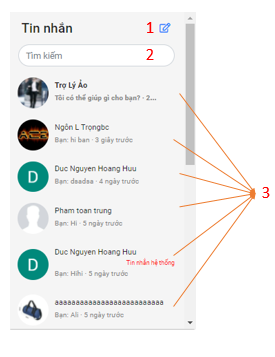 Tin nhắn 1
Tìm kiếm 2
Trợ Lý Ảo
Tôi có thể giúp gì cho bạn? · 2...
Ngôn L Trọngbc
Bạn: hi ban · 3 giây trước
D
Duc Nguyen Hoang Huu
Bạn: daadaa · 4 ngày trước
3
Pham toan trung
Bạn: Hi · 5 ngày trước
D
Duc Nguyen Hoang Huu
Tin nhắn hệ thống
Bạn: Hihi · 5 ngày trước
aaaaaaaaaaaaaaaaaaaaaaaaaa
Bạn: Ali · 5 ngày trước